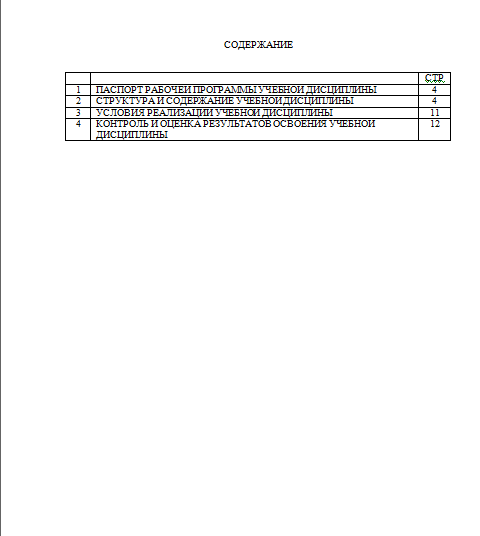 СОДЕРЖАНИЕ
СТР.
1 ПАСПОРТ РАБОЧЕЙ ПРОГРАММЫ УЧЕБНОЙ ДИСЦИПЛИНЫ 4
2 СТРУКТУРА И СОДЕРЖАНИЕ УЧЕБНОЙ ДИСЦИПЛИНЫ 4
3 УСЛОВИЯ РЕАЛИЗАЦИИ УЧЕБНОЙ ДИСЦИПЛИНЫ 11
4 КОНТРОЛЬ И ОЦЕНКА РЕЗУЛЬТАТОВ ОСВОЕНИЯ УЧЕБНОЙ 12
ДИСЦИПЛИНЫ